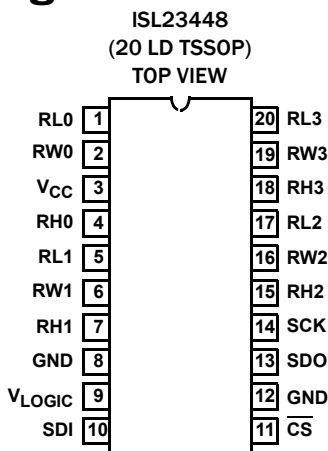 ISL23448
(20 LD TSSOP)
TOP VIEW
RL0 1 20 RL3
RW0 2 19 RW3
VCC 3 18 RH3
RH0 4 17 RL2
RL1 5 16 RW2
RW1 6 15 RH2
RH1 7 14 SCK
GND 8 13 SDO
VLOGIC 9 12 GND
SDI 10 11 CS